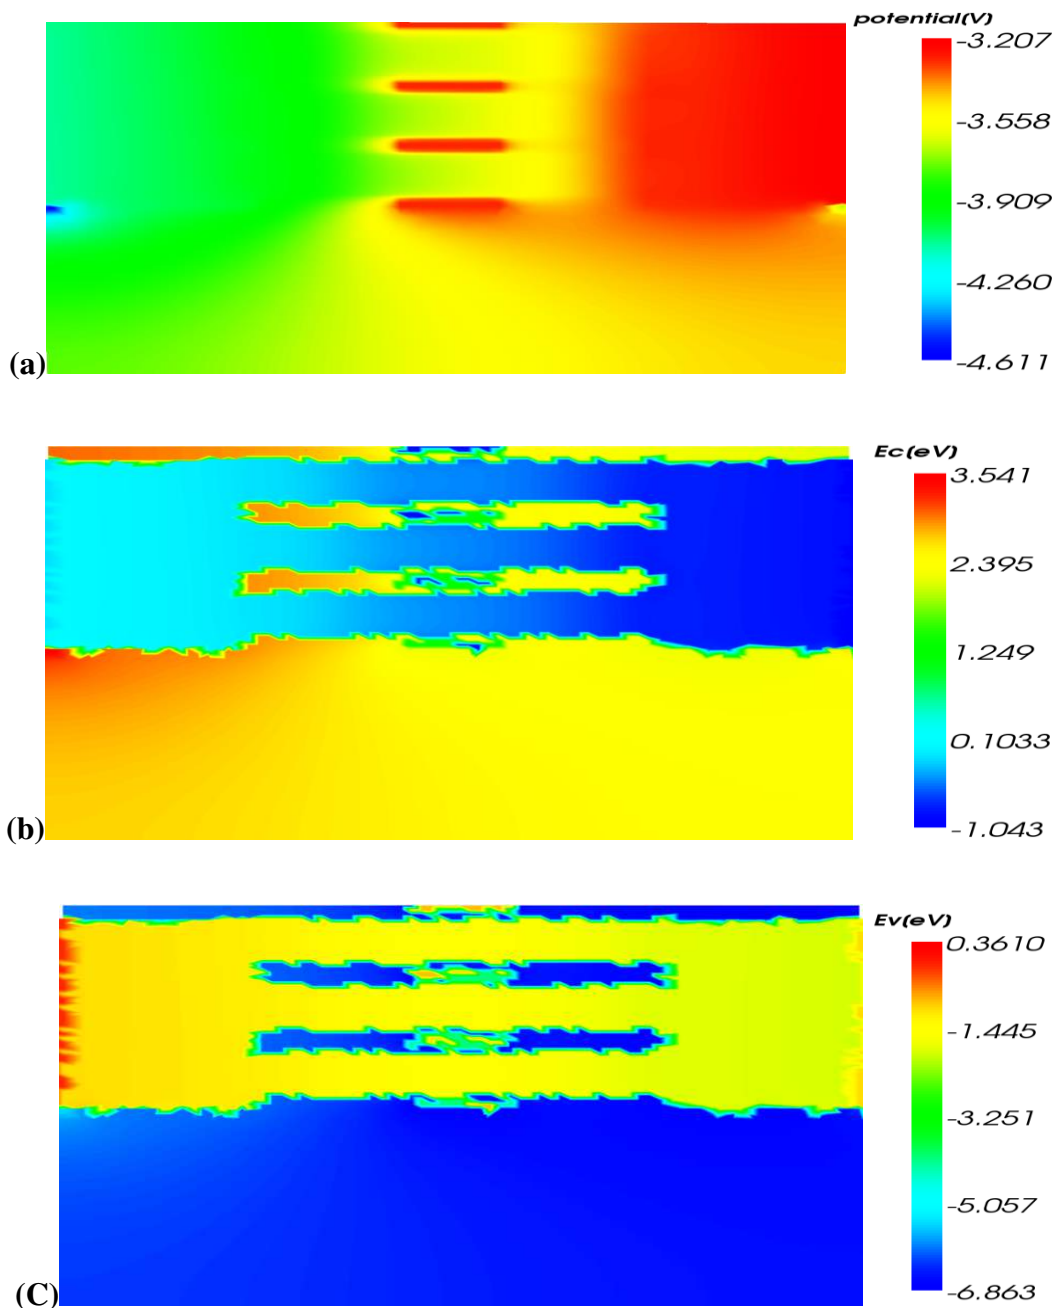 potential(V)
-3.207
-3.558
-3.909
-4.260
-4.611
(a)
Ec(eV)
3.541
2.395
1.249
0.1033
-1.043
(b)
Ev(eV)
0.3610
-1.445
-3.251
-5.057
-6.863
(C)